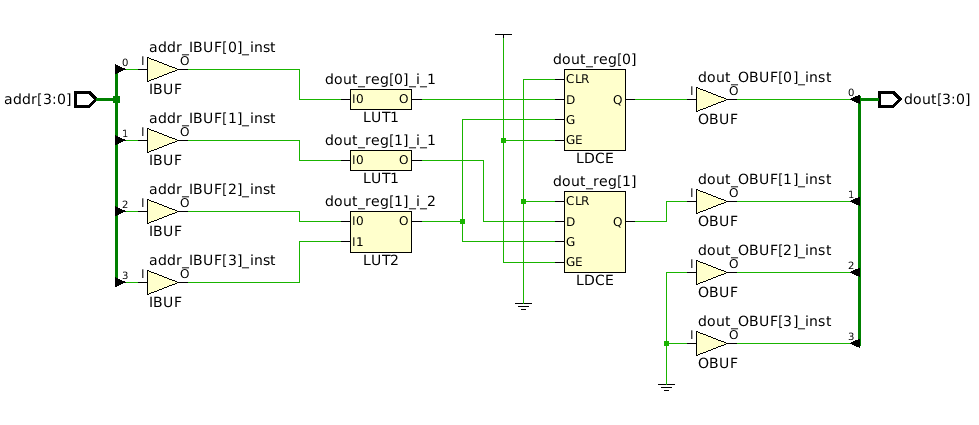 addr[3:0]
addr_IBUF[0]_inst
0 I O
IBUF
addr_IBUF[1]_inst
1 I O
IBUF
addr_IBUF[2]_inst
2 I O
IBUF
addr_IBUF[3]_inst
3 I O
IBUF
dout_reg[0]_i_1
I0 O
LUT1
dout_reg[1]_i_1
I0 O
LUT1
dout_reg[1]_i_2
I0 O
I1
LUT2
dout_reg[0]
CLR
D Q
G
GE
LDCE
dout_reg[1]
CLR
D Q
G
GE
LDCE
dout_OBUF[0]_inst
I O 0
OBUF
dout_OBUF[1]_inst
I O 1
OBUF
dout_OBUF[2]_inst
I O 2
OBUF
dout_OBUF[3]_inst
I O 3
OBUF
dout[3:0]